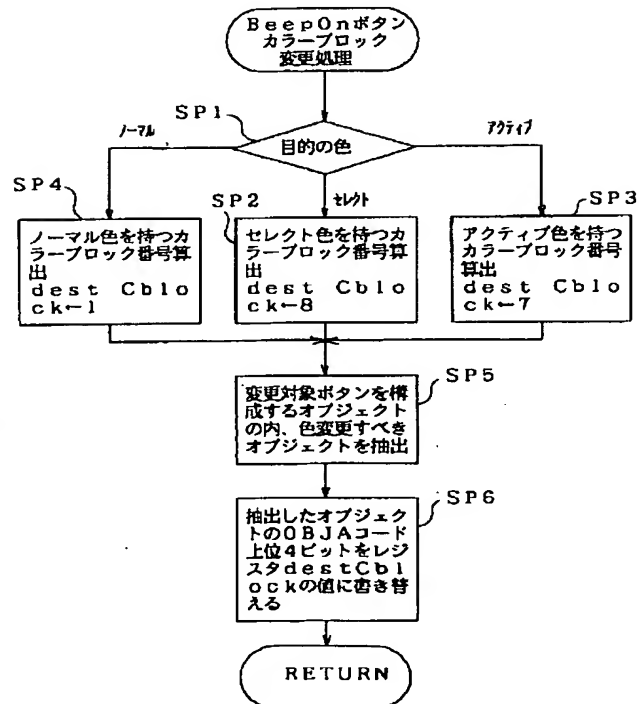 BeepOnボタン
カラーブロック
変更処理
SP1
ノーマル
目的の色
アクティブ
セレクト
SP4
ノーマル色を持つカ
ラーブロック番号算
出
dest Cblo
ck←1
SP2
セレクト色を持つカ
ラーブロック番号算
出
dest Cblo
ck←8
SP3
アクティブ色を持つ
カラーブロック番号
算出
dest Cblo
ck←7
SP5
変更対象ボタンを構
成するオブジェクト
の内、色変更すべき
オブジェクトを抽出
SP6
抽出したオブジェク
トのOBJAコード
上位4ビットをレジ
スタdestCbl
ockの値に書き替
える
RETURN